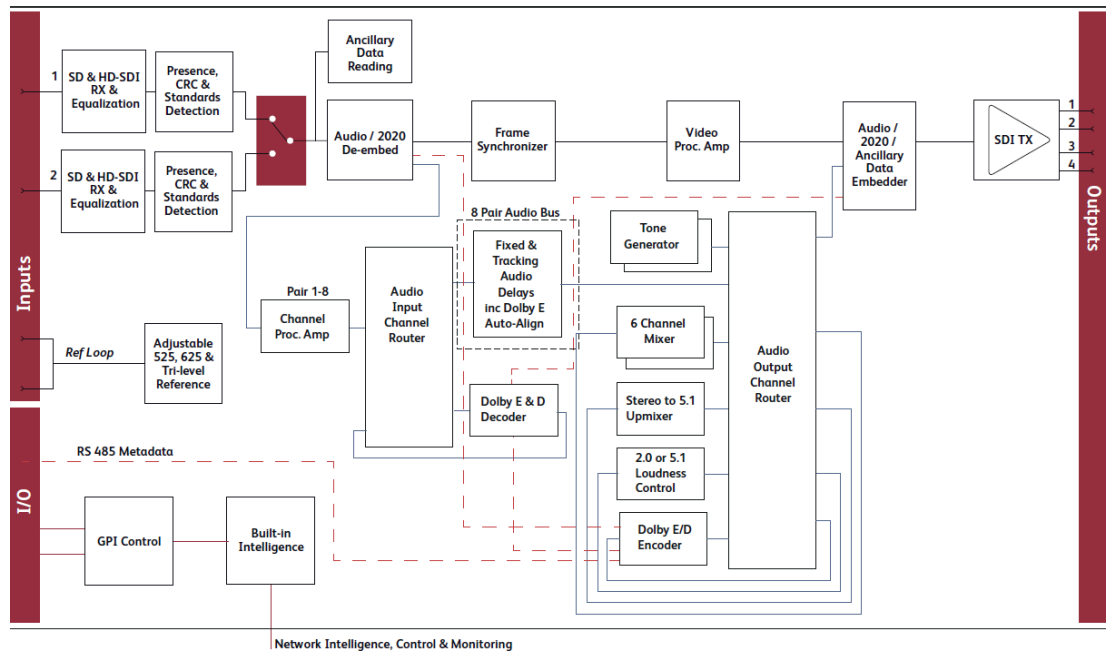 Inputs
1
SD & HD-SDI
RX &
Equalization
Presence,
CRC &
Standards
Detection
2
SD & HD-SDI
RX &
Equalization
Presence,
CRC &
Standards
Detection
Ancillary
Data
Reading
Audio / 2020
De-embed
Frame
Synchronizer
Video
Proc. Amp
Audio /
2020 /
Ancillary
Data
Embedder
SDI TX
1
2
3
4
Outputs
8 Pair Audio Bus
Fixed &
Tracking
Audio
Delays
inc Dolby E
Auto-Align
Tone
Generator
Pair 1-8
Channel
Proc. Amp
Audio
Input
Channel
Router
6 Channel
Mixer
Audio
Output
Channel
Router
Ref Loop
Adjustable
525, 625 &
Tri-level
Reference
Dolby E & D
Decoder
Stereo to 5.1
Upmixer
I/O
RS 485 Metadata
2.0 or 5.1
Loudness
Control
GPI Control
Built-in
Intelligence
Dolby E/D
Encoder
Network Intelligence, Control & Monitoring